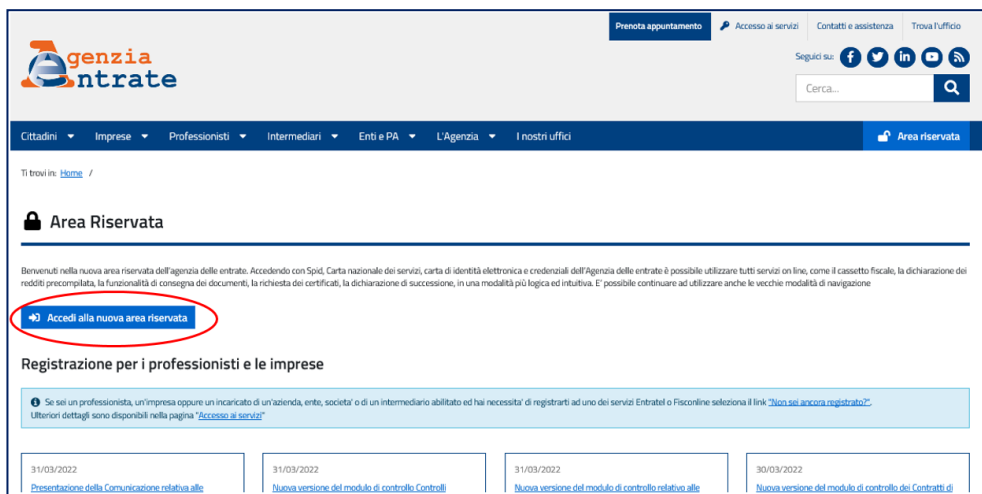 Prenota appuntamento Accesso ai servizi Contatti e assistenza Trova l'ufficio
Agenzia
Entrate
Seguici su:
Cerca...
Cittadini Imprese Professionisti Intermediari Enti e PA L'Agenzia I nostri uffici Area riservata
Ti trovi in: Home /
Area Riservata
Benvenuti nella nuova area riservata dell'agenzia delle entrate. Accedendo con Spid, Carta nazionale dei servizi, carta di identità elettronica e credenziali dell'Agenzia delle entrate è possibile utilizzare tutti servizi on line, come il cassetto fiscale, la dichiarazione dei
redditi precompilata, la funzionalità di consegna dei documenti, la richiesta dei certificati, la dichiarazione di successione, in una modalità più logica ed intuitiva. E' possibile continuare ad utilizzare anche le vecchie modalità di navigazione
Accedi alla nuova area riservata
Registrazione per i professionisti e le imprese
Se sei un professionista, un'impresa oppure un incaricato di un'azienda, ente, societa' o di un intermediario abilitato ed hai necessita' di registrarti ad uno dei servizi Entratel o Fisconline seleziona il link "Non sei ancora registrato?".
Ulteriori dettagli sono disponibili nella pagina "Accesso ai servizi"
31/03/2022 31/03/2022 31/03/2022 30/03/2022
Presentazione della Comunicazione relativa alle Nuova versione del modulo di controllo Controlli Nuova versione del modulo di controllo relativo alle Nuova versione del modulo di controllo dei Contratti di